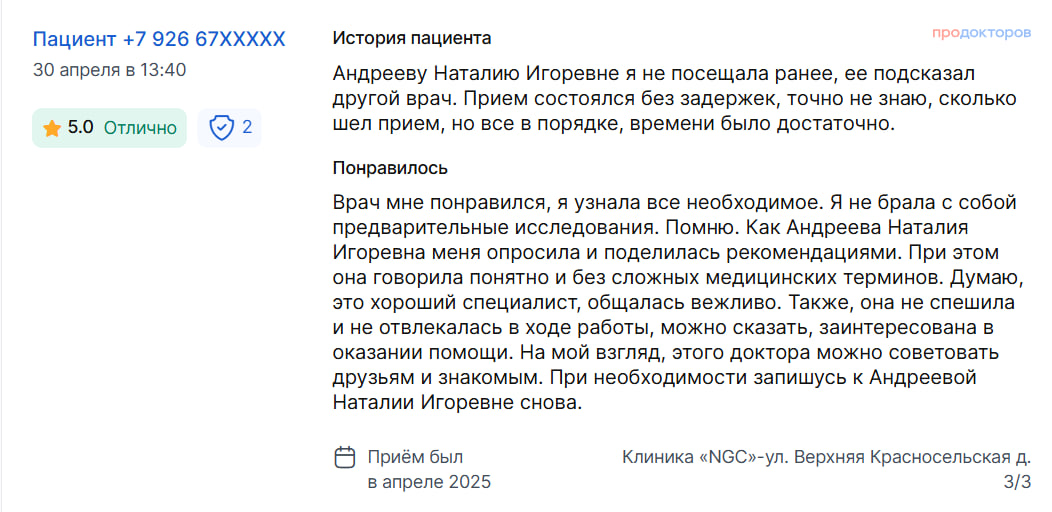 Пациент +7 926 67XXXXX
30 апреля в 13:40
5.0 Отлично
2
История пациента
продокторов
Андрееву Наталию Игоревне я не посещала ранее, ее подсказал
другой врач. Прием состоялся без задержек, точно не знаю, сколько
шел прием, но все в порядке, времени было достаточно.
Понравилось
Врач мне понравился, я узнала все необходимое. Я не брала с собой
предварительные исследования. Помню. Как Андреева Наталия
Игоревна меня опросила и поделилась рекомендациями. При этом
она говорила понятно и без сложных медицинских терминов. Думаю,
это хороший специалист, общалась вежливо. Также, она не спешила
и не отвлекалась в ходе работы, можно сказать, заинтересована в
оказании помощи. На мой взгляд, этого доктора можно советовать
друзьям и знакомым. При необходимости запишусь к Андреевой
Наталии Игоревне снова.
Приём был
в апреле 2025
Клиника «NGC»-ул. Верхняя Красносельская д.
3/3